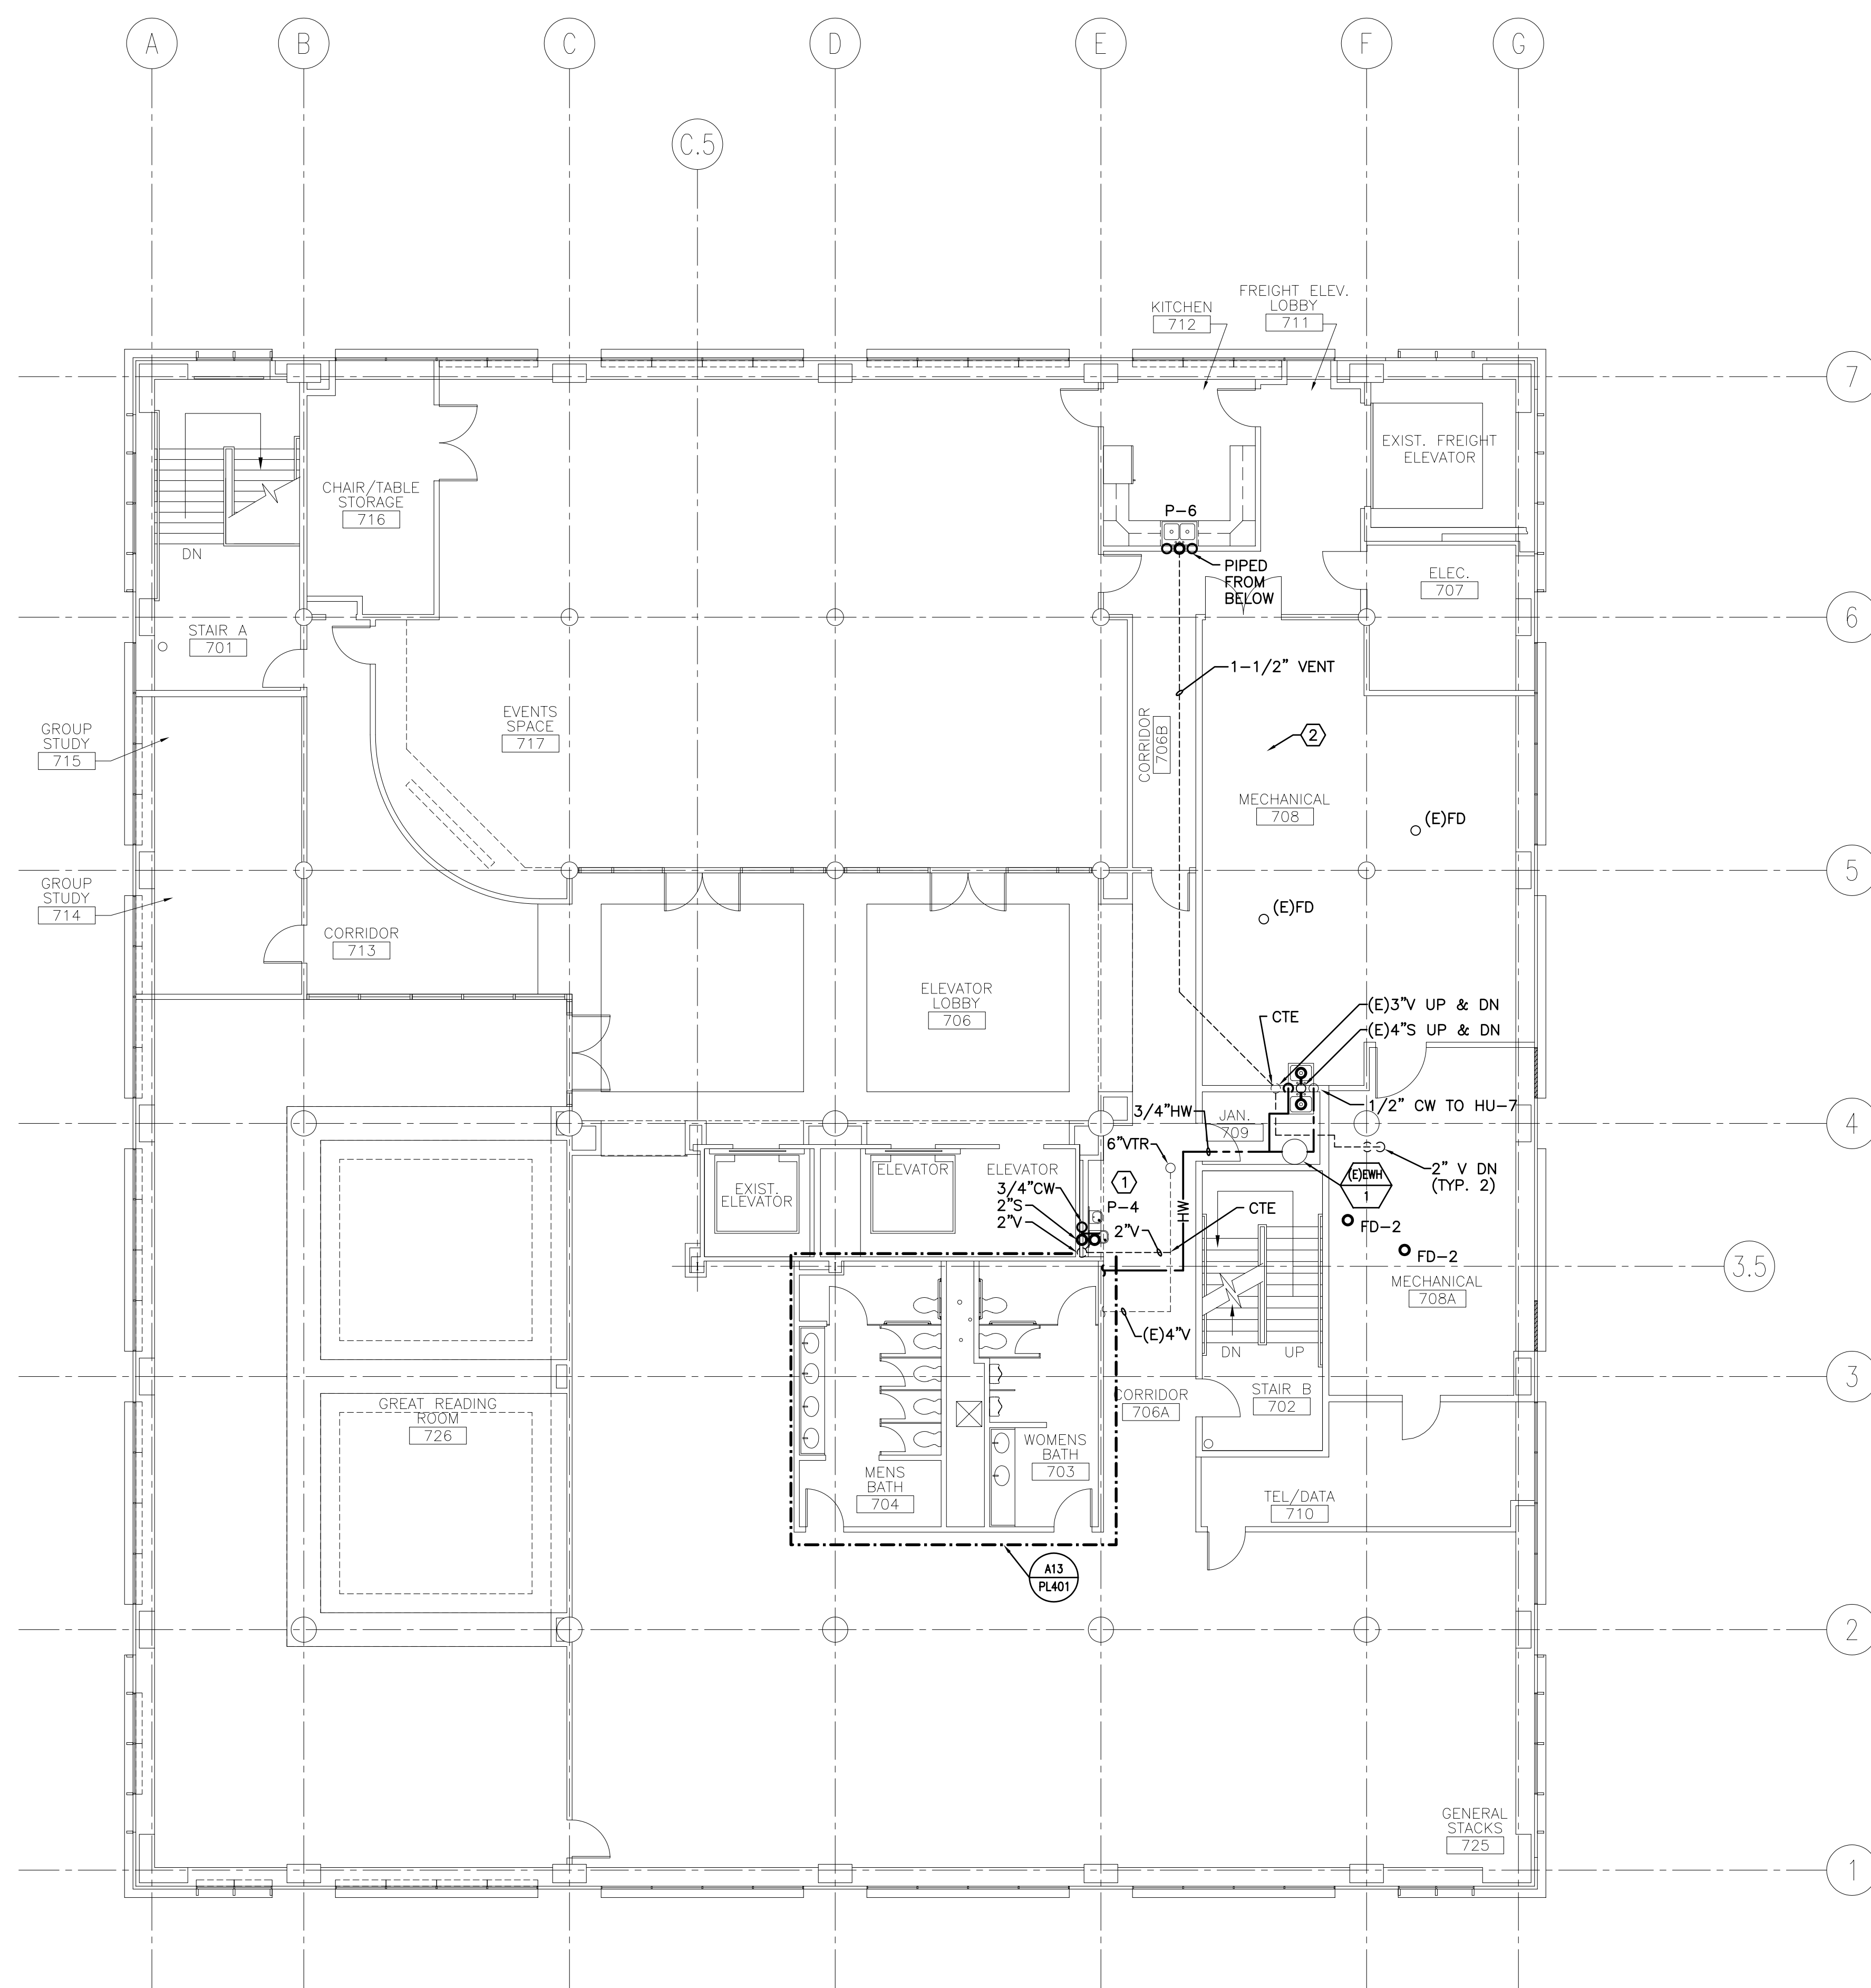 A
B
C
D
E
F
G
C.5
KITCHEN
712
FREIGHT ELEV.
LOBBY
711
7
EXIST. FREIGHT
ELEVATOR
CHAIR/TABLE
STORAGE
716
P-6
DN
PIPED
FROM
BELOW
ELEC.
707
6
STAIR A
701
1-1/2" VENT
GROUP
STUDY
715
EVENTS
SPACE
717
CORRIDOR
706B
2
MECHANICAL
708
(E)FD
5
GROUP
STUDY
714
(E)FD
CORRIDOR
713
ELEVATOR
LOBBY
706
(E)3"V UP & DN
CTE
(E)4"S UP & DN
1/2" CW TO HU-7
3/4"HW
JAN.
709
4
6"VTR
ELEVATOR
ELEVATOR
EXIST.
ELEVATOR
3/4"CW
2"S
2"V
1
P-4
2"V
HW
CTE
(E)EWH
1
2" V DN
(TYP. 2)
FD-2
FD-2
3.5
MECHANICAL
708A
(E)4"V
DN
UP
3
CORRIDOR
706A
STAIR B
702
GREAT READING
ROOM
726
WOMENS
BATH
703
MENS
BATH
704
TEL/DATA
710
A13
PL401
2
GENERAL
STACKS
725
1